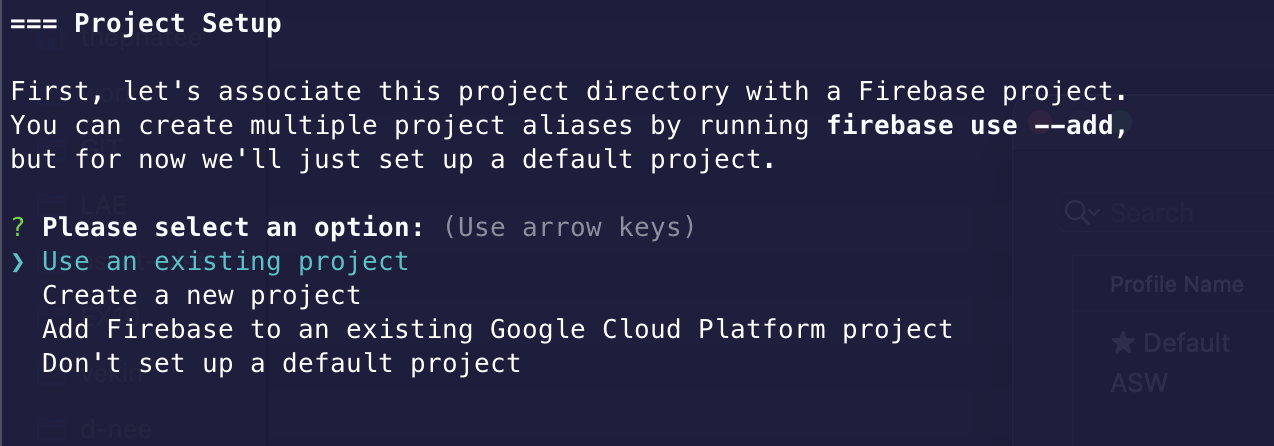 === Project Setup
First, let's associate this project directory with a Firebase project.
You can create multiple project aliases by running firebase use --add,
but for now we'll just set up a default project.
? Please select an option: (Use arrow keys)
❯ Use an existing project
Create a new project
Add Firebase to an existing Google Cloud Platform project
Don't set up a default project
LAE
d-nee
Search
Profile Name
★ Default
ASW